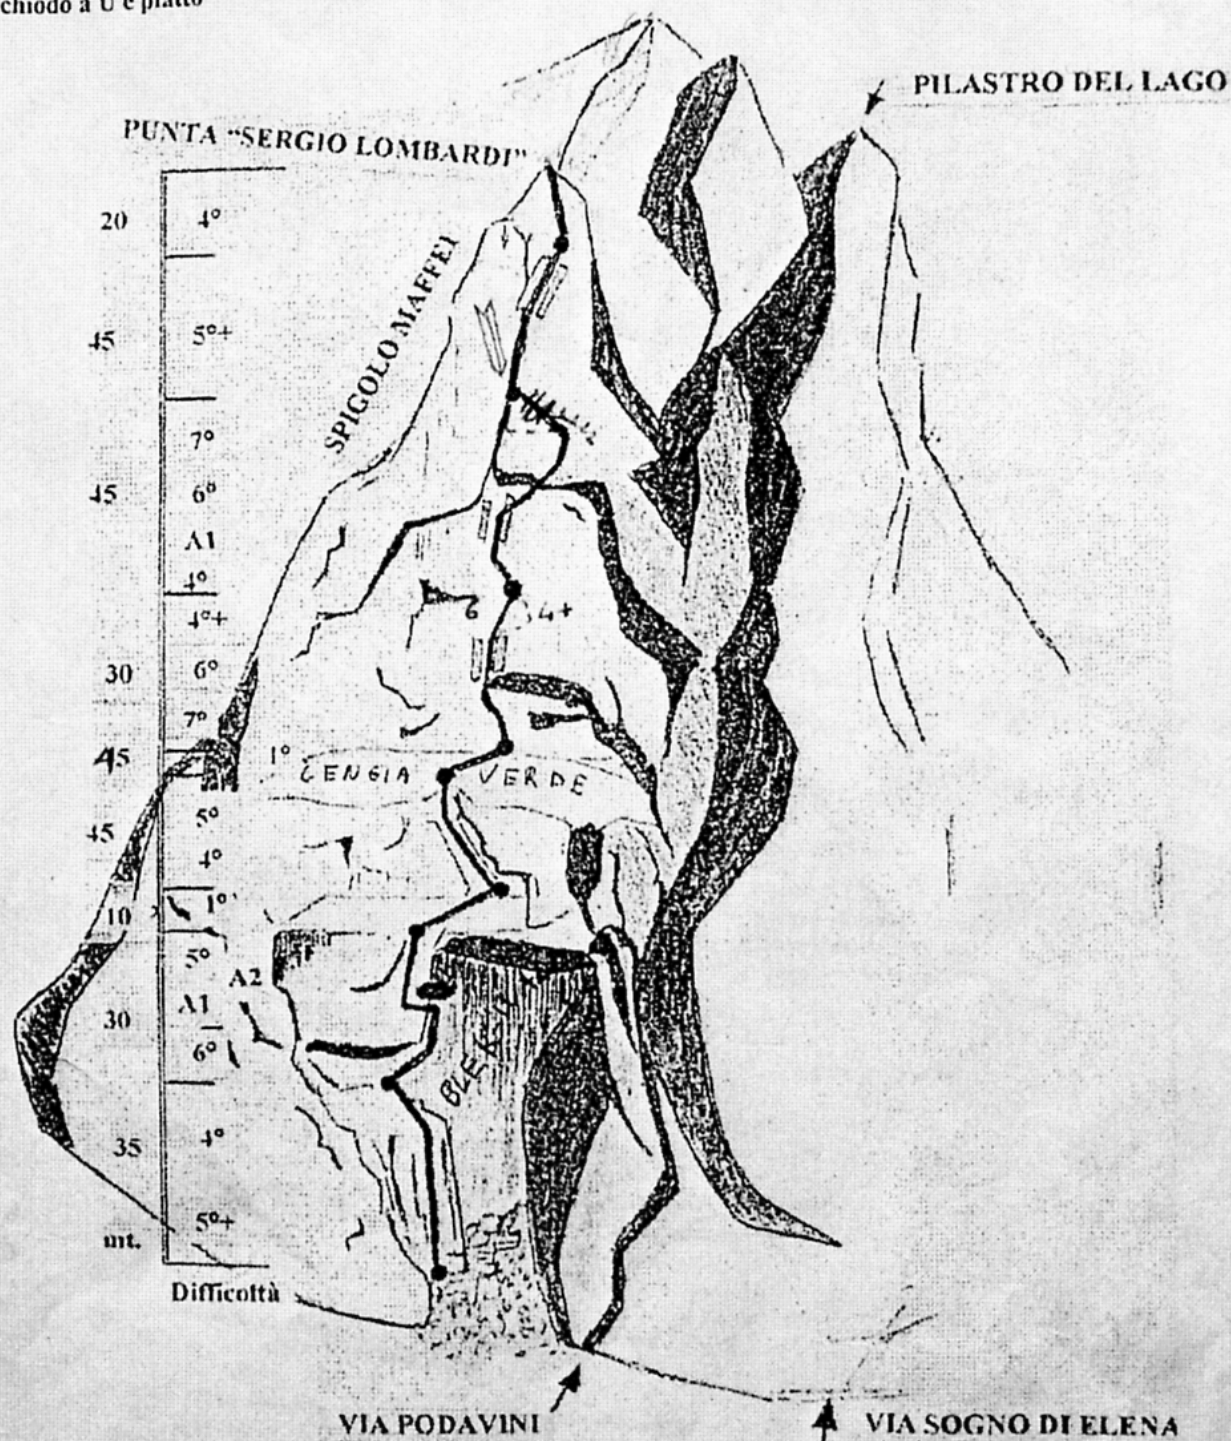 chiodo a U e piatto
PILASTRO DEL LAGO
PUNTA "SERGIO LOMBARDI"
SPIGOLO MAFFEI
20 4°
45 5°+
7°
45 6°
A1
4°
4°+
6 34+
30 6°
7°
45 1° CENGIA VERDE
45 5°
4°
10 1°
5° A2
30 A1
6°
35 4°
5°+
mt.
Difficoltà
VIA PODAVINI
VIA SOGNO DI ELENA